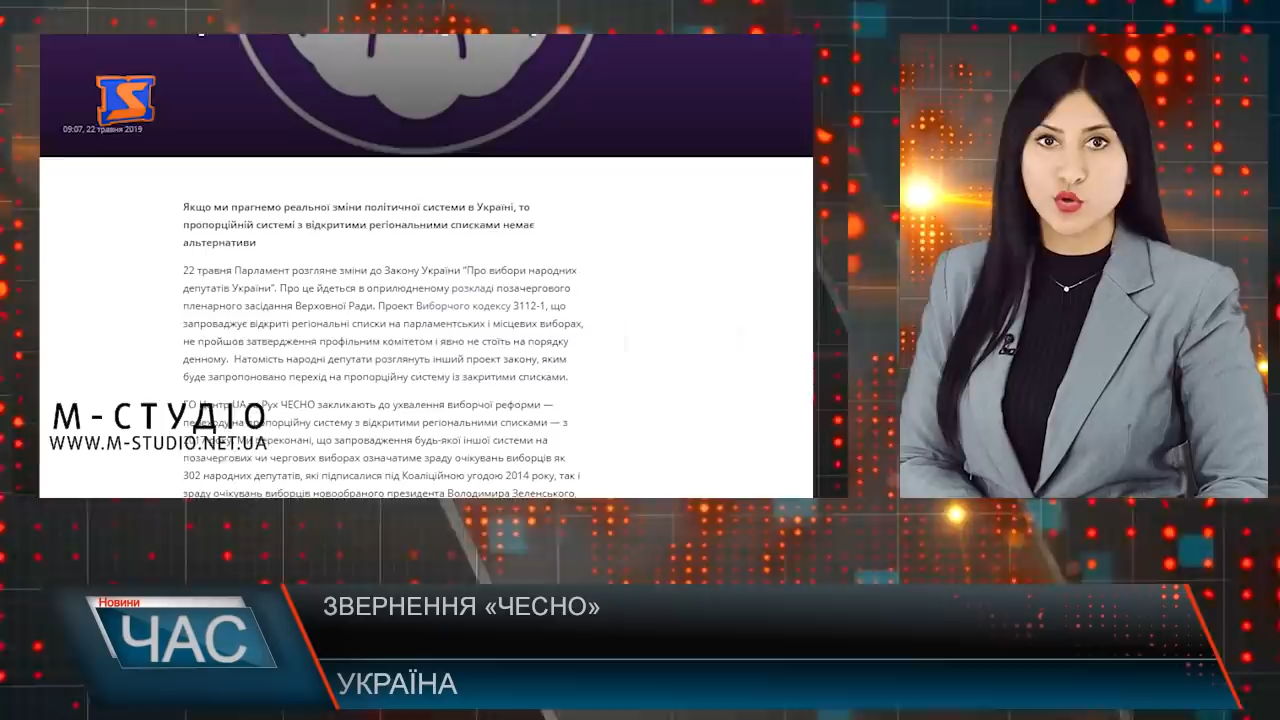 09:07, 22 травня 2019
Якщо ми прагнемо реальної зміни політичної системи в Україні, то
пропорційній системі з відкритими регіональними списками немає
альтернативи
22 травня Парламент розгляне зміни до Закону України “Про вибори народних
депутатів України”. Про це йдеться в оприлюдненому розкладі позачергового
пленарного засідання Верховної Ради. Проект Виборчого кодексу 3112-1, що
запроваджує відкриті регіональні списки на парламентських і місцевих виборах,
не пройшов затвердження профільним комітетом і явно не стоїть на порядку
денному. Натомість народні депутати розглянуть інший проект закону, яким
буде запропоновано перехід на пропорційну систему із закритими списками.
ГО Центр UA та Рух ЧЕСНО закликають до ухвалення виборчої реформи —
переходу на пропорційну систему з відкритими регіональними списками — з
Ми переконані, що запровадження будь-якої іншої системи на
позачергових чи чергових виборах означатиме зраду очікувань виборців як
302 народних депутатів, які підписалися під Коаліційною угодою 2014 року, так і
зраду очікувань виборців новообраного президента Володимира Зеленського,
М-СТУДІО
WWW.M-STUDIO.NET.UA
Новини
ЧАС
ЗВЕРНЕННЯ «ЧЕСНО»
УКРАЇНА